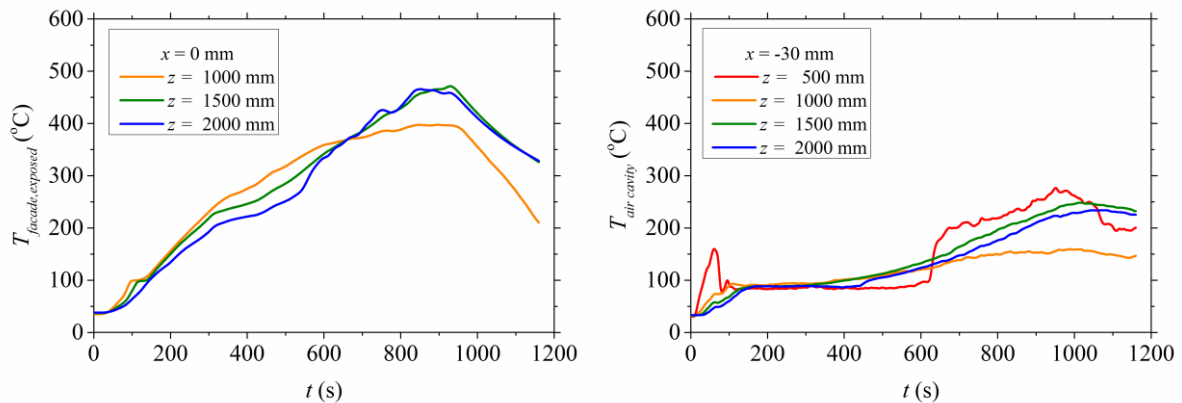 600
500
400
300
200
100
0
T_facade,exposed (°C)
x = 0 mm
z = 1000 mm
z = 1500 mm
z = 2000 mm
0 200 400 600 800 1000 1200
t (s)
600
500
400
300
200
100
0
T_air cavity (°C)
x = -30 mm
z = 500 mm
z = 1000 mm
z = 1500 mm
z = 2000 mm
0 200 400 600 800 1000 1200
t (s)